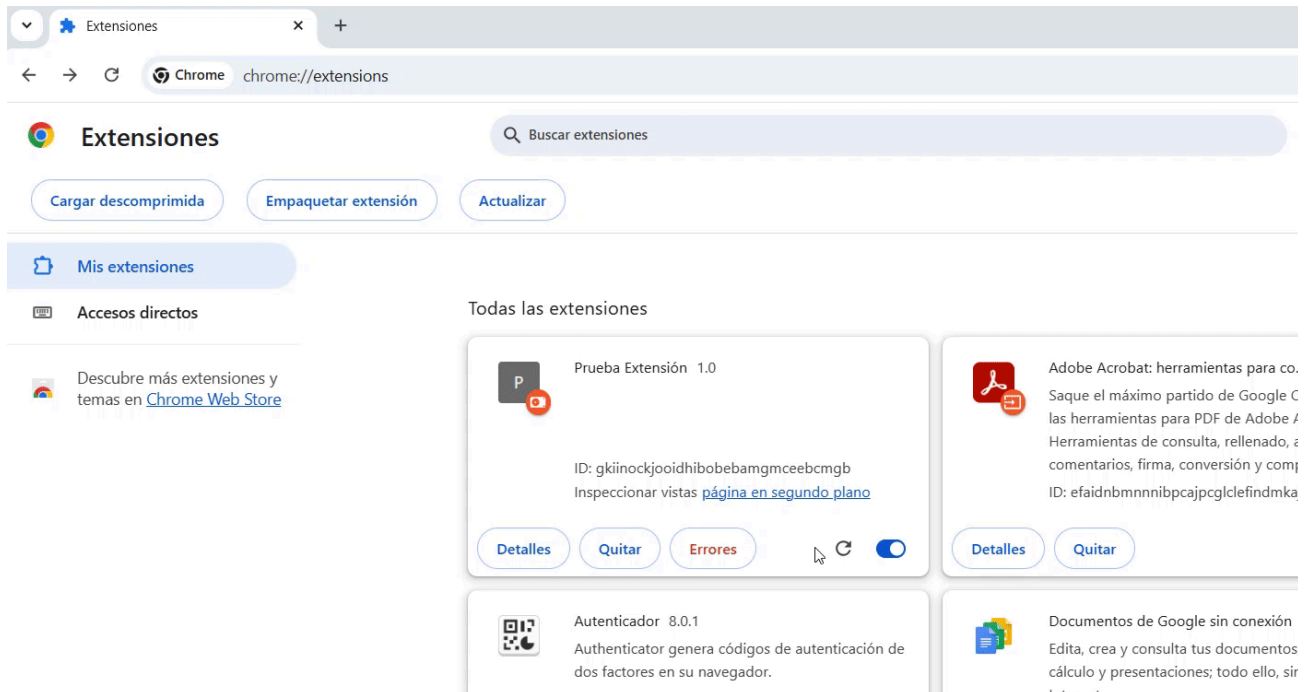 Extensiones
Chrome chrome://extensions
Extensiones
Buscar extensiones
Cargar descomprimida Empaquetar extensión Actualizar
Mis extensiones
Accesos directos
Descubre más extensiones y
temas en Chrome Web Store
Todas las extensiones
P
Prueba Extensión 1.0
ID: gkiinockjooidhibobebamgmceebcmgb
Inspeccionar vistas página en segundo plano
Detalles Quitar Errores
Adobe Acrobat: herramientas para co.
Saque el máximo partido de Google C
las herramientas para PDF de Adobe A
Herramientas de consulta, rellenado, a
comentarios, firma, conversión y comp
ID: efaidnbmnnnibpcajpcglclefindmka
Detalles Quitar
Autenticador 8.0.1
Authenticator genera códigos de autenticación de
dos factores en su navegador.
Documentos de Google sin conexión
Edita, crea y consulta tus documentos
cálculo y presentaciones; todo ello, sin